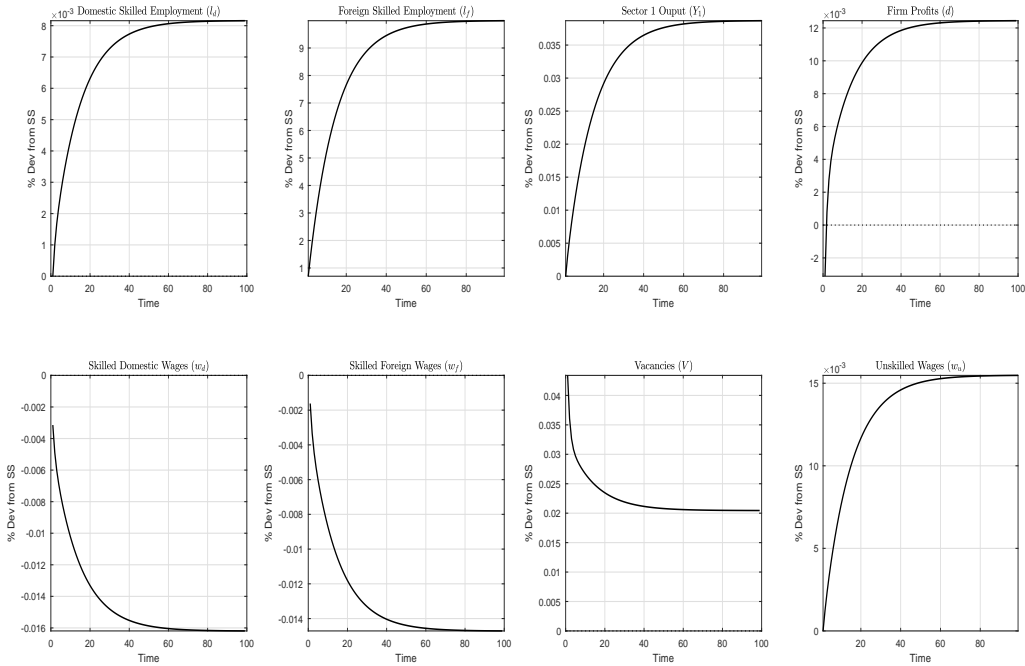 ×10⁻³ Domestic Skilled Employment (l_d)
8
7
6
5
4
3
2
1
0
% Dev from SS
0 20 40 60 80 100
Time
Foreign Skilled Employment (l_f)
9
8
7
6
5
4
3
2
1
% Dev from SS
20 40 60 80
Time
Sector 1 Ouput (Y₁)
0.035
0.03
0.025
0.02
0.015
0.01
0.005
0
% Dev from SS
0 20 40 60 80
Time
×10⁻³ Firm Profits (d)
12
10
8
6
4
2
0
-2
% Dev from SS
0 20 40 60 80 100
Time
Skilled Domestic Wages (w_d)
0
-0.002
-0.004
-0.006
-0.008
-0.01
-0.012
-0.014
-0.016
% Dev from SS
0 20 40 60 80 100
Time
Skilled Foreign Wages (w_f)
0
-0.002
-0.004
-0.006
-0.008
-0.01
-0.012
-0.014
% Dev from SS
0 20 40 60 80 100
Time
Vacancies (V)
0.04
0.035
0.03
0.025
0.02
0.015
0.01
0.005
0
% Dev from SS
0 20 40 60 80 100
Time
×10⁻³ Unskilled Wages (w_u)
15
10
5
0
% Dev from SS
20 40 60 80
Time